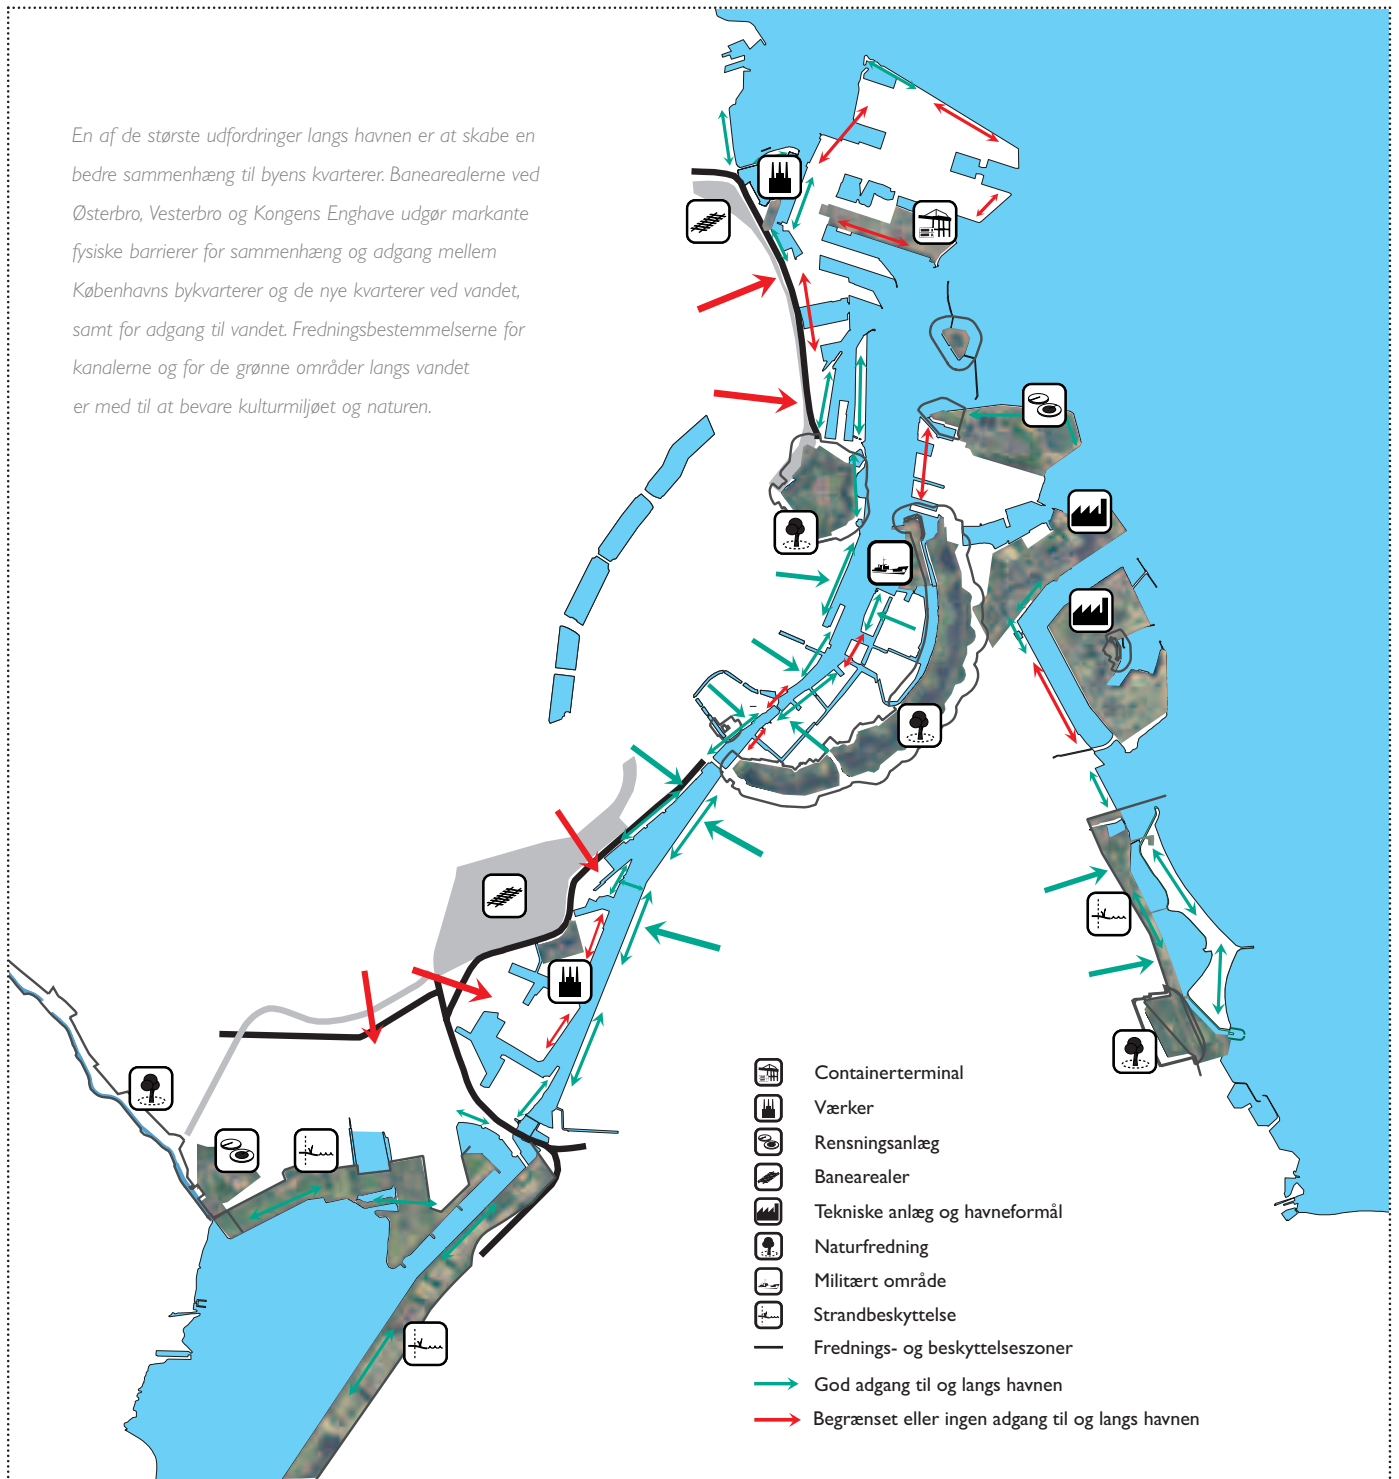 En af de største udfordringer langs havnen er at skabe en
bedre sammenhæng til byens kvarterer. Banearealerne ved
Østerbro, Vesterbro og Kongens Enghave udgør markante
fysiske barrierer for sammenhæng og adgang mellem
Københavns bykvarterer og de nye kvarterer ved vandet,
samt for adgang til vandet. Fredningsbestemmelserne for
kanalerne og for de grønne områder langs vandet
er med til at bevare kulturmiljøet og naturen.
Containerterminal
Værker
Rensningsanlæg
Banearealer
Tekniske anlæg og havneformål
Naturfredning
Militært område
Strandbeskyttelse
Frednings- og beskyttelseszoner
God adgang til og langs havnen
Begrænset eller ingen adgang til og langs havnen